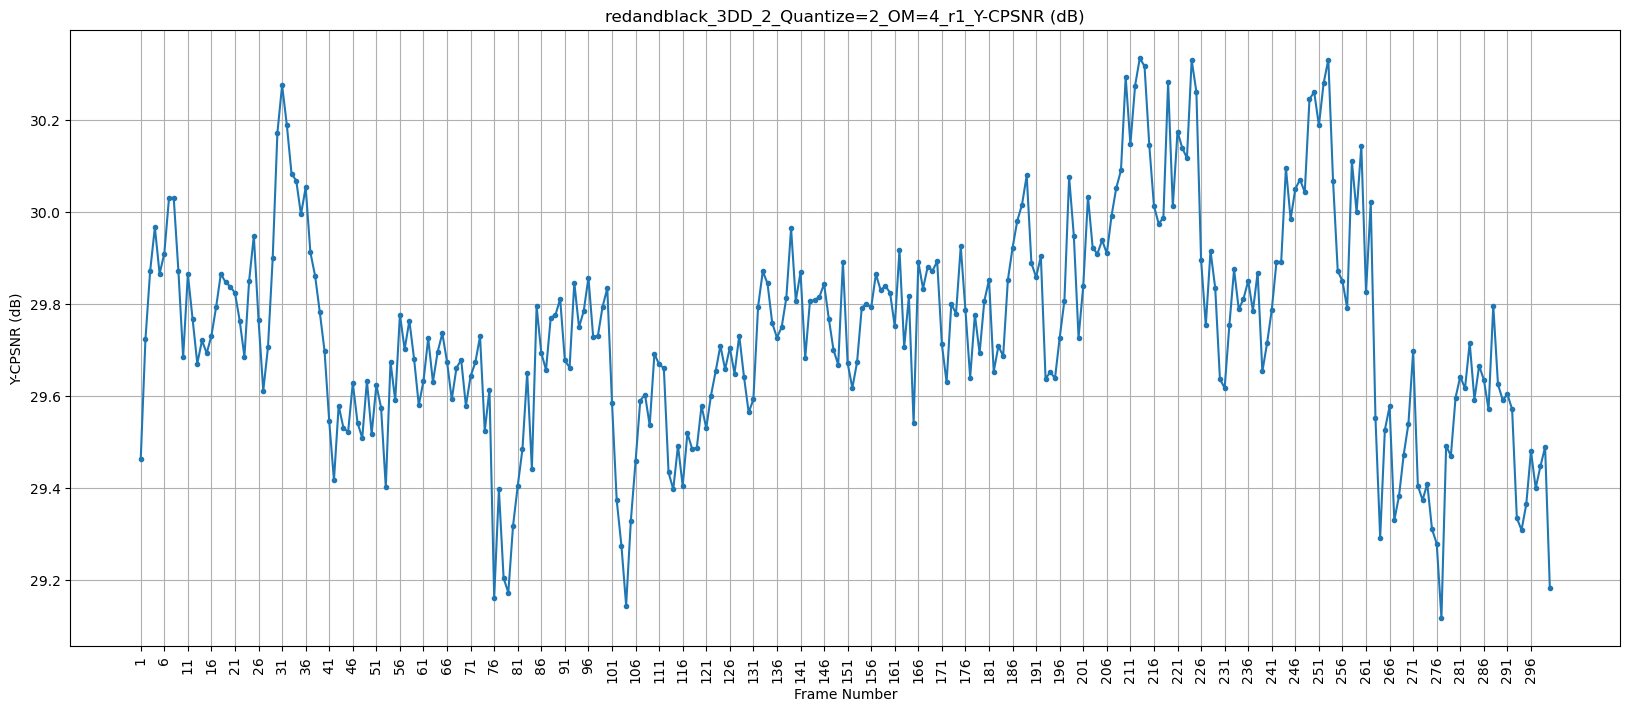 redandblack_3DD_2_Quantize=2_OM=4_r1_Y-CPSNR (dB)
Y-CPSNR (dB)
30.2
30.0
29.8
29.6
29.4
29.2
1 6 11 16 21 26 31 36 41 46 51 56 61 66 71 76 81 86 91 96 101 106 111 116 121 126 131 136 141 146 151 156 161 166 171 176 181 186 191 196 201 206 211 216 221 226 231 236 241 246 251 256 261 266 271 276 281 286 291 296
Frame Number